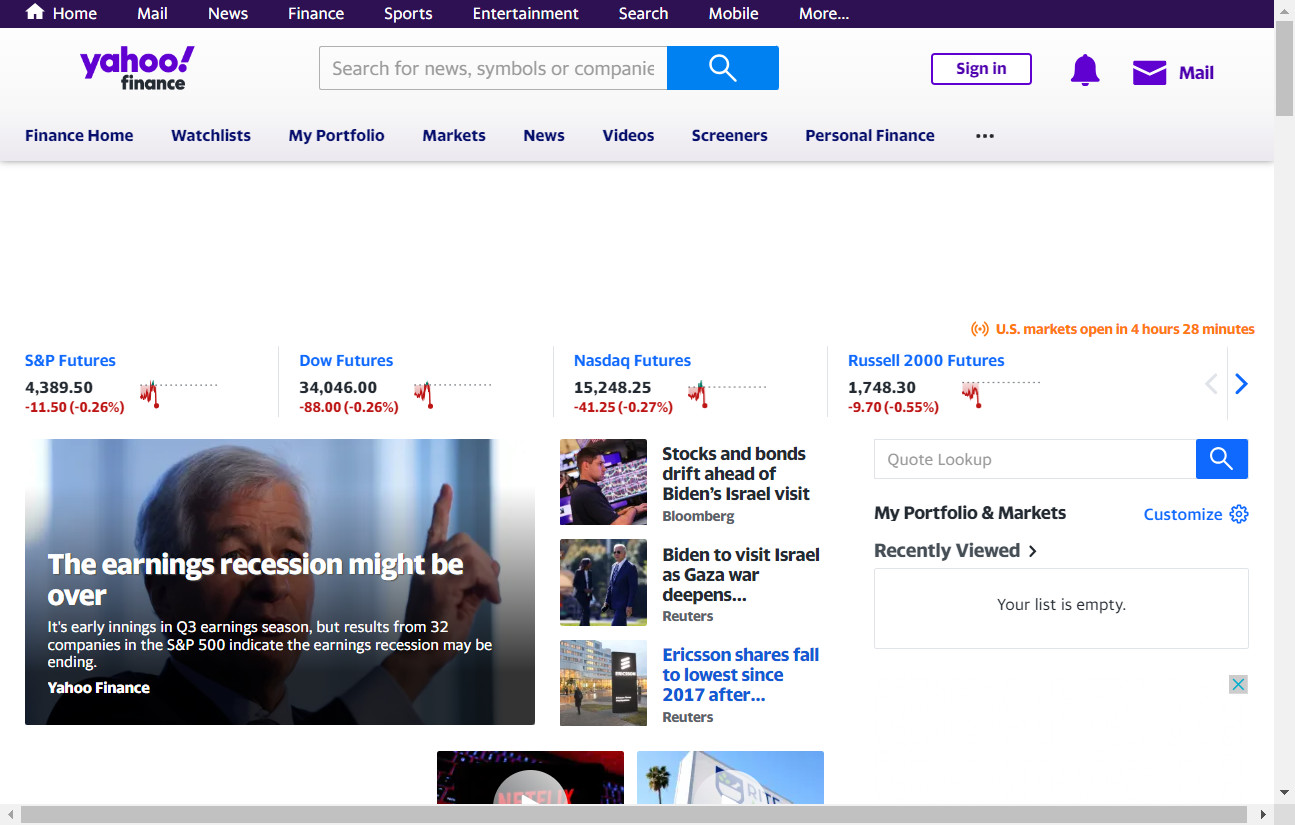 Home Mail News Finance Sports Entertainment Search Mobile More...
yahoo!
finance
Search for news, symbols or companie
Sign in
Mail
Finance Home Watchlists My Portfolio Markets News Videos Screeners Personal Finance
U.S. markets open in 4 hours 28 minutes
S&P Futures
4,389.50
-11.50 (-0.26%)
Dow Futures
34,046.00
-88.00 (-0.26%)
Nasdaq Futures
15,248.25
-41.25 (-0.27%)
Russell 2000 Futures
1,748.30
-9.70 (-0.55%)
The earnings recession might be
over
It's early innings in Q3 earnings season, but results from 32
companies in the S&P 500 indicate the earnings recession may be
ending.
Yahoo Finance
Stocks and bonds
drift ahead of
Biden's Israel visit
Bloomberg
Biden to visit Israel
as Gaza war
deepens...
Reuters
ERICSSON
Ericsson shares fall
to lowest since
2017 after...
Reuters
Quote Lookup
My Portfolio & Markets
Customize
Recently Viewed
Your list is empty.
NETFLIX
RITE